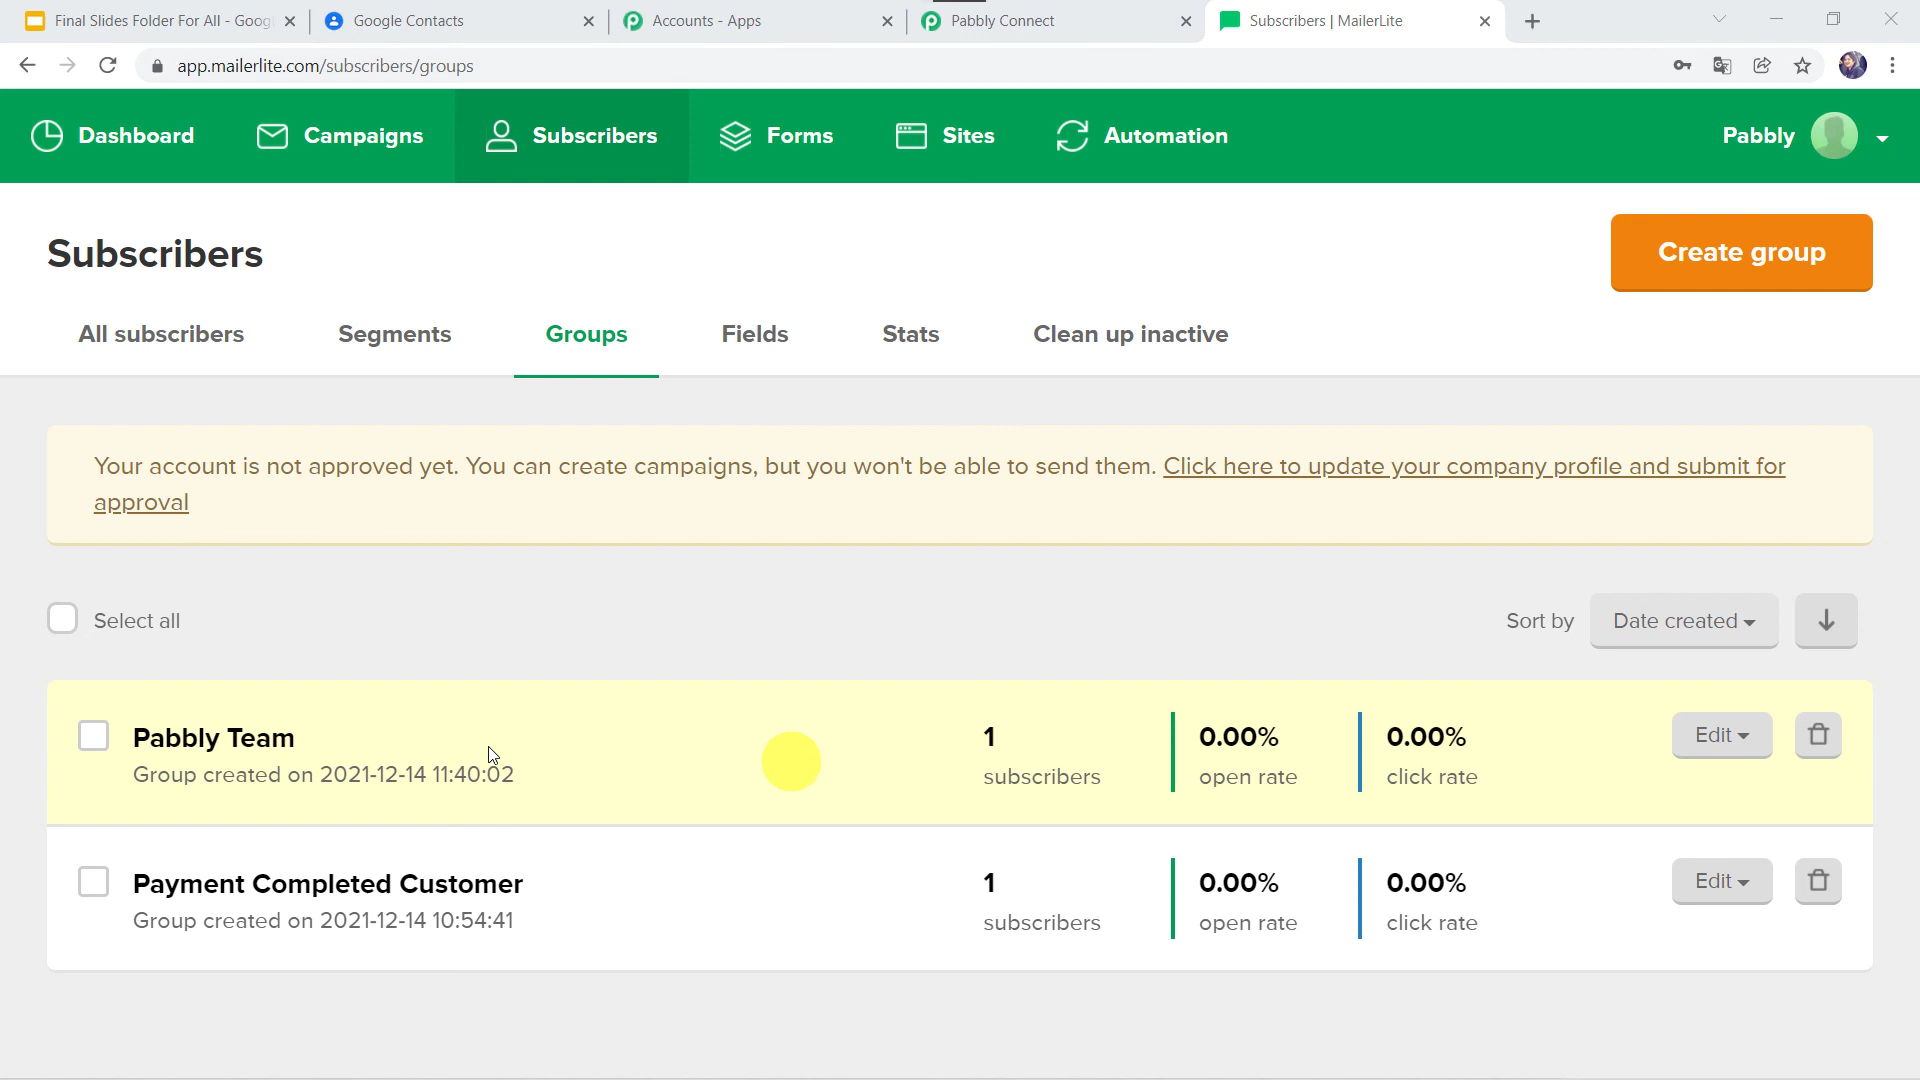 Final Slides Folder For All - Goog
Google Contacts
Accounts - Apps
Pabbly Connect
Subscribers | MailerLite
app.mailerlite.com/subscribers/groups
Dashboard
Campaigns
Subscribers
Forms
Sites
Automation
Pabbly
Subscribers
Create group
All subscribers
Segments
Groups
Fields
Stats
Clean up inactive
Your account is not approved yet. You can create campaigns, but you won't be able to send them. Click here to update your company profile and submit for
approval
Select all
Sort by
Date created
Pabbly Team
Group created on 2021-12-14 11:40:02
1
subscribers
0.00%
open rate
0.00%
click rate
Edit
Payment Completed Customer
Group created on 2021-12-14 10:54:41
1
subscribers
0.00%
open rate
0.00%
click rate
Edit